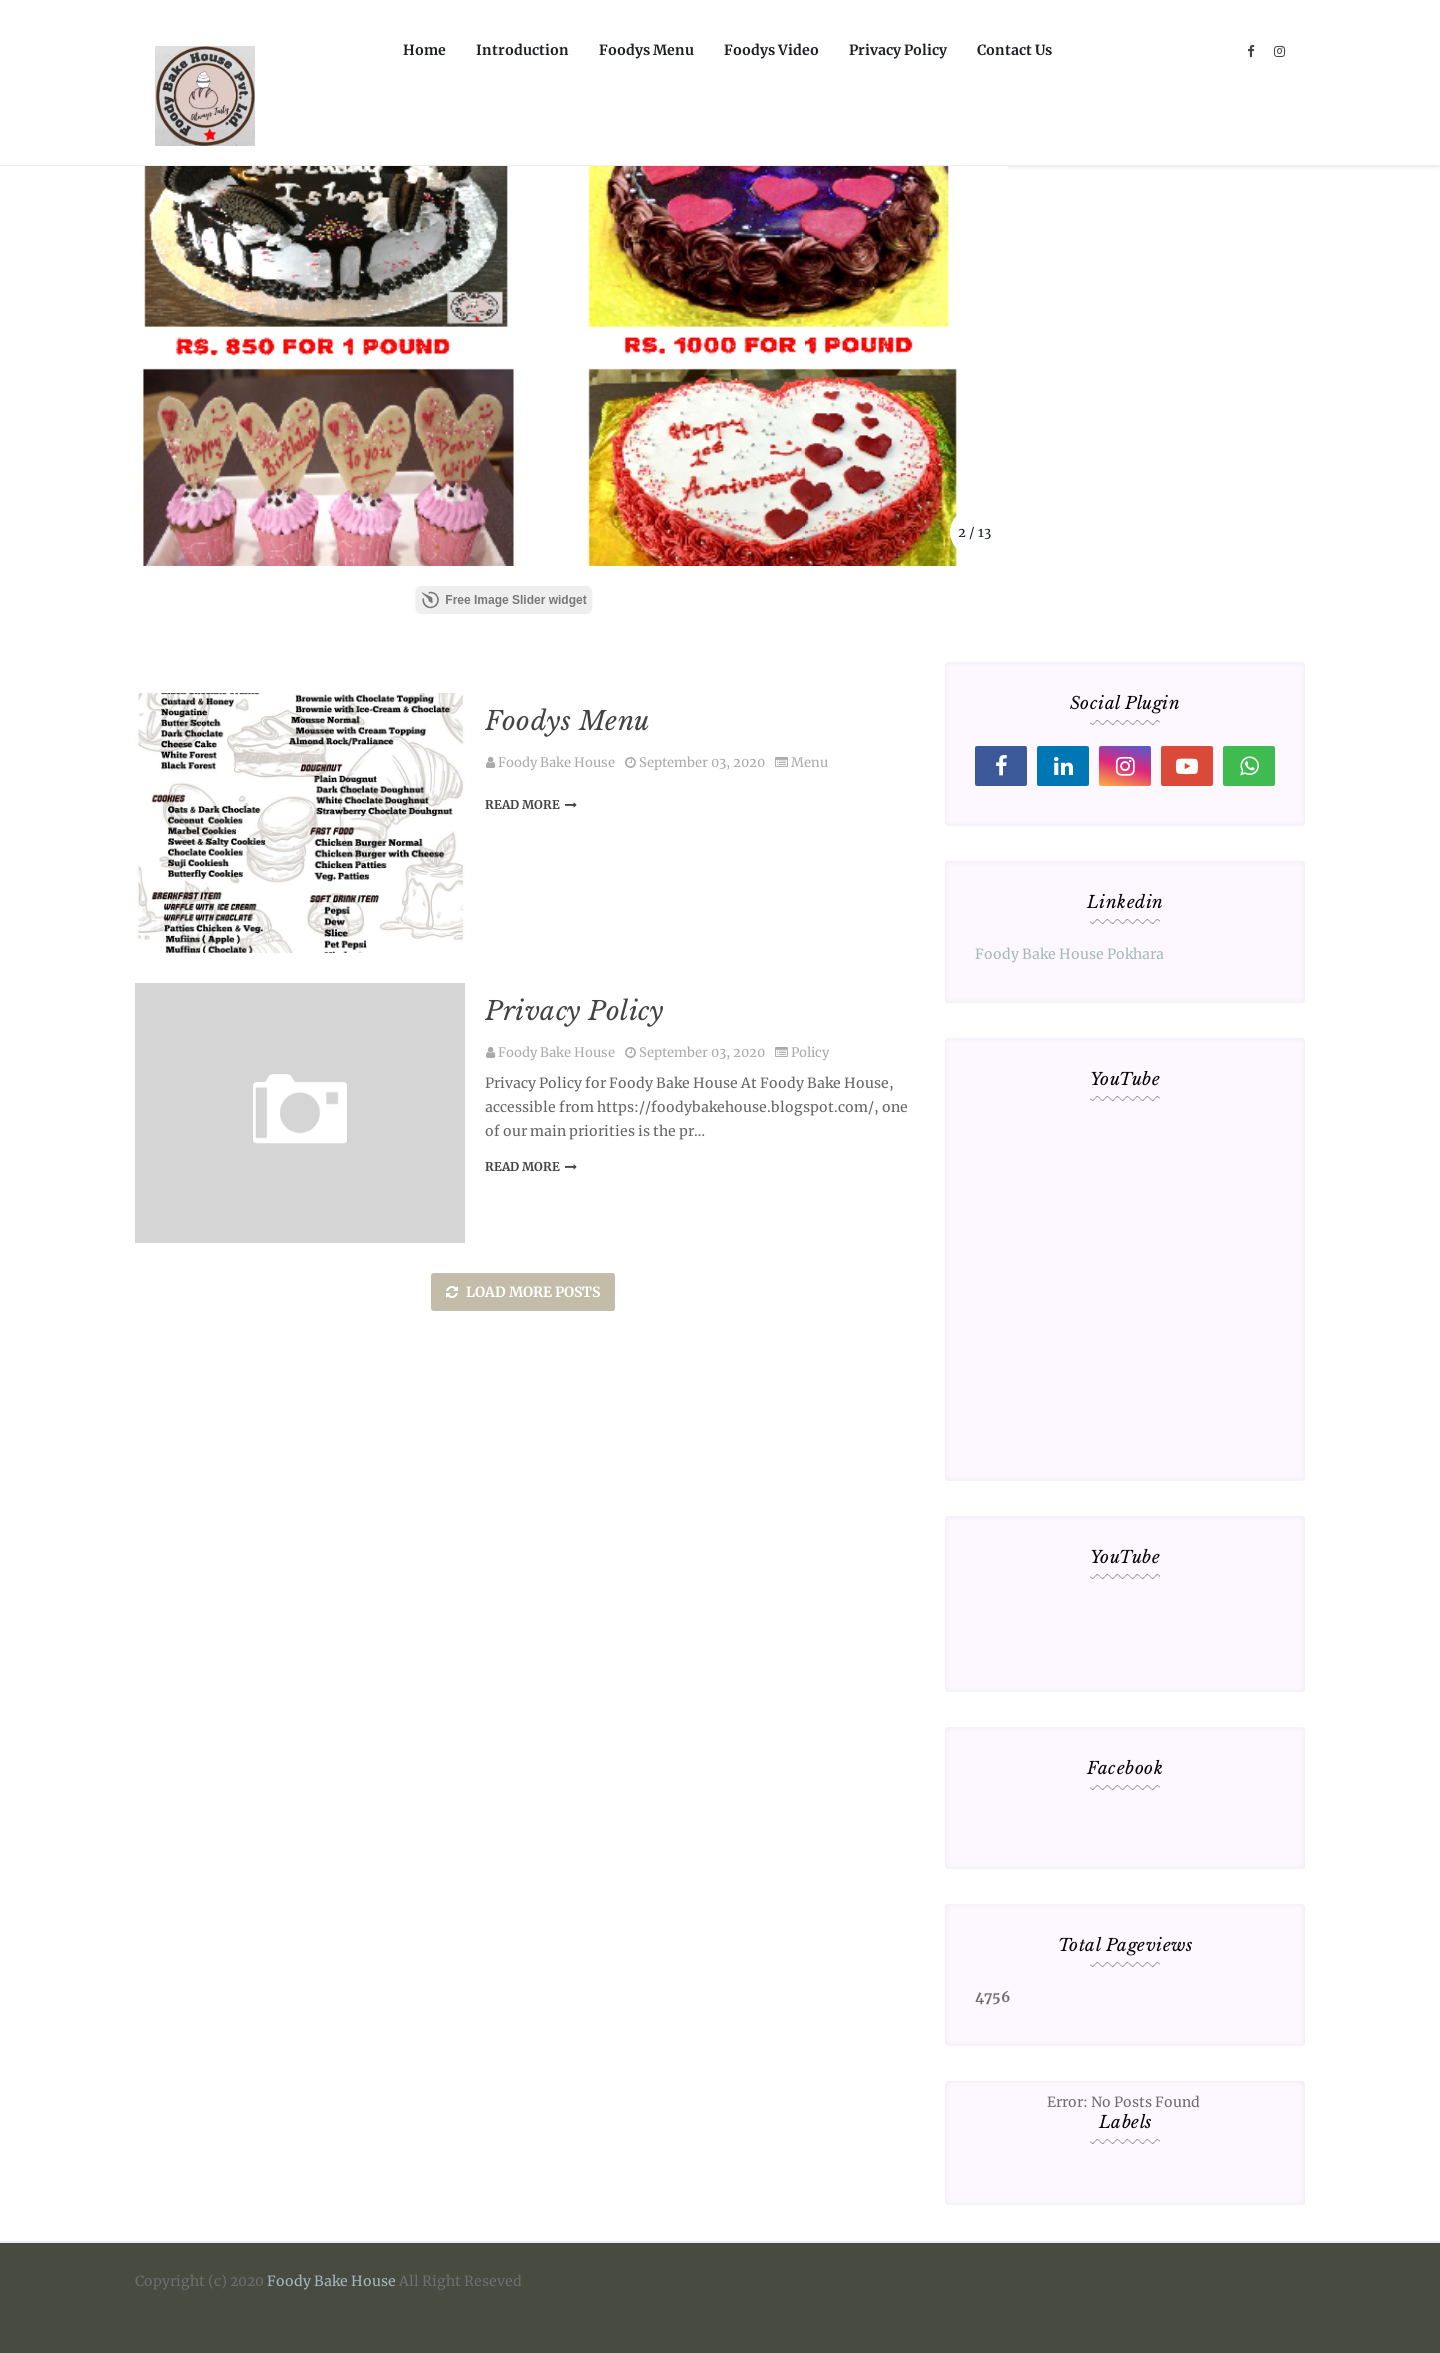 Home Introduction Foodys Menu Foodys Video Privacy Policy Contact Us
Foody Bake House Pvt. Ltd.
Always Tasty
Birthday
Ishan
RS. 850 FOR 1 POUND
RS. 1000 FOR 1 POUND
Happy Birthday to you Dear Wifey
Happy
1st
Anniversary
2 / 13
Free Image Slider widget
Custard & Honey
Nougatine
Butter Scotch
Dark Choclate
Cheese Cake
White Forest
Black Forest
COOKIES
Oats & Dark Choclate
Coconut Cookies
Marbel Cookies
Sweet & Salty Cookies
Choclate Cookies
Suji Cookiesh
Butterfly Cookies
BREAKFAST ITEM
WAFFLE WITH ICE CREAM
WAFFLE WITH CHOCLATE
Patties Chicken & Veg.
Muffins ( Apple )
Muffins ( Choclate )
Brownie with Choclate Topping
Brownie with Ice-Cream & Choclate
Mousse Normal
Moussee with Cream Topping
Almond Rock/Praliance
DOUGHNUT
Plain Dougnut
Dark Choclate Doughnut
White Choclate Doughnut
Strawberry Choclate Douhgnut
FAST FOOD
Chicken Burger Normal
Chicken Burger with Cheese
Chicken Patties
Veg. Patties
SOFT DRINK ITEM
Pepsi
Dew
Slice
Pet Pepsi
Foodys Menu
Foody Bake House September 03, 2020 Menu
READ MORE
Privacy Policy
Foody Bake House September 03, 2020 Policy
Privacy Policy for Foody Bake House At Foody Bake House,
accessible from https://foodybakehouse.blogspot.com/, one
of our main priorities is the pr...
READ MORE
LOAD MORE POSTS
Social Plugin
Linkedin
Foody Bake House Pokhara
YouTube
YouTube
Facebook
Total Pageviews
4756
Error: No Posts Found
Labels
Copyright (c) 2020 Foody Bake House All Right Reseved